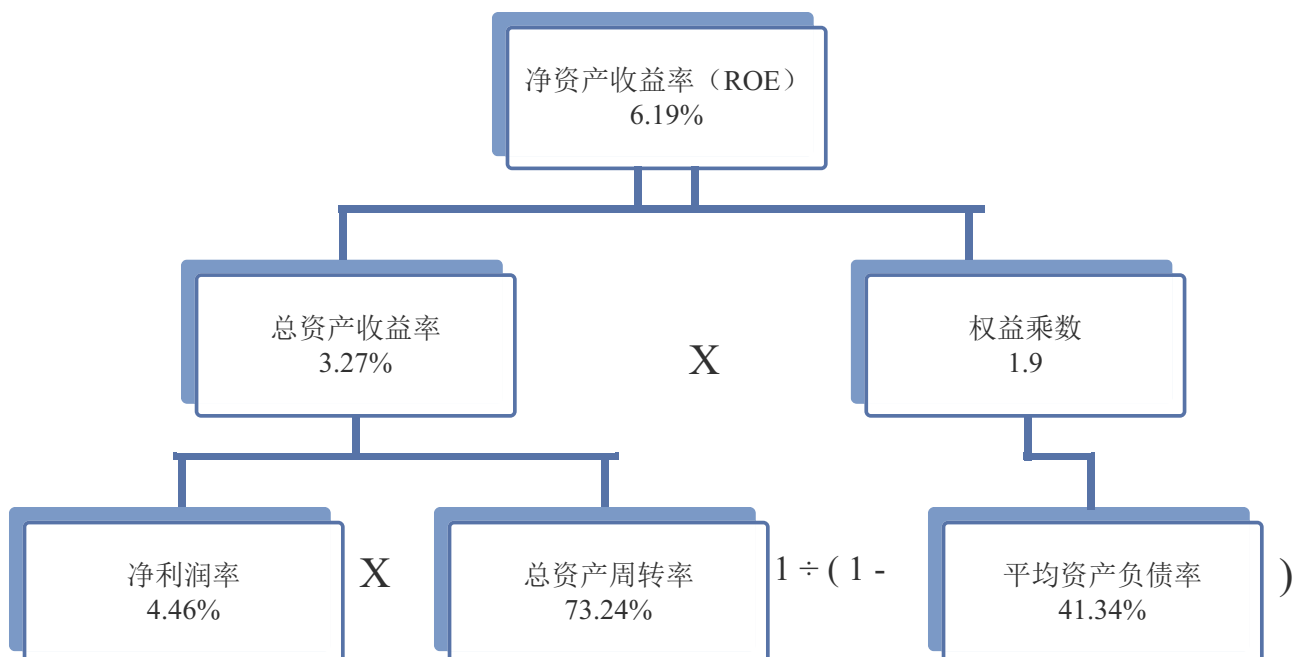 净资产收益率（ROE）
6.19%
总资产收益率
3.27%
X
权益乘数
1.9
净利润率
4.46%
X
总资产周转率
73.24%
1 ÷ ( 1 -
平均资产负债率
41.34%
)